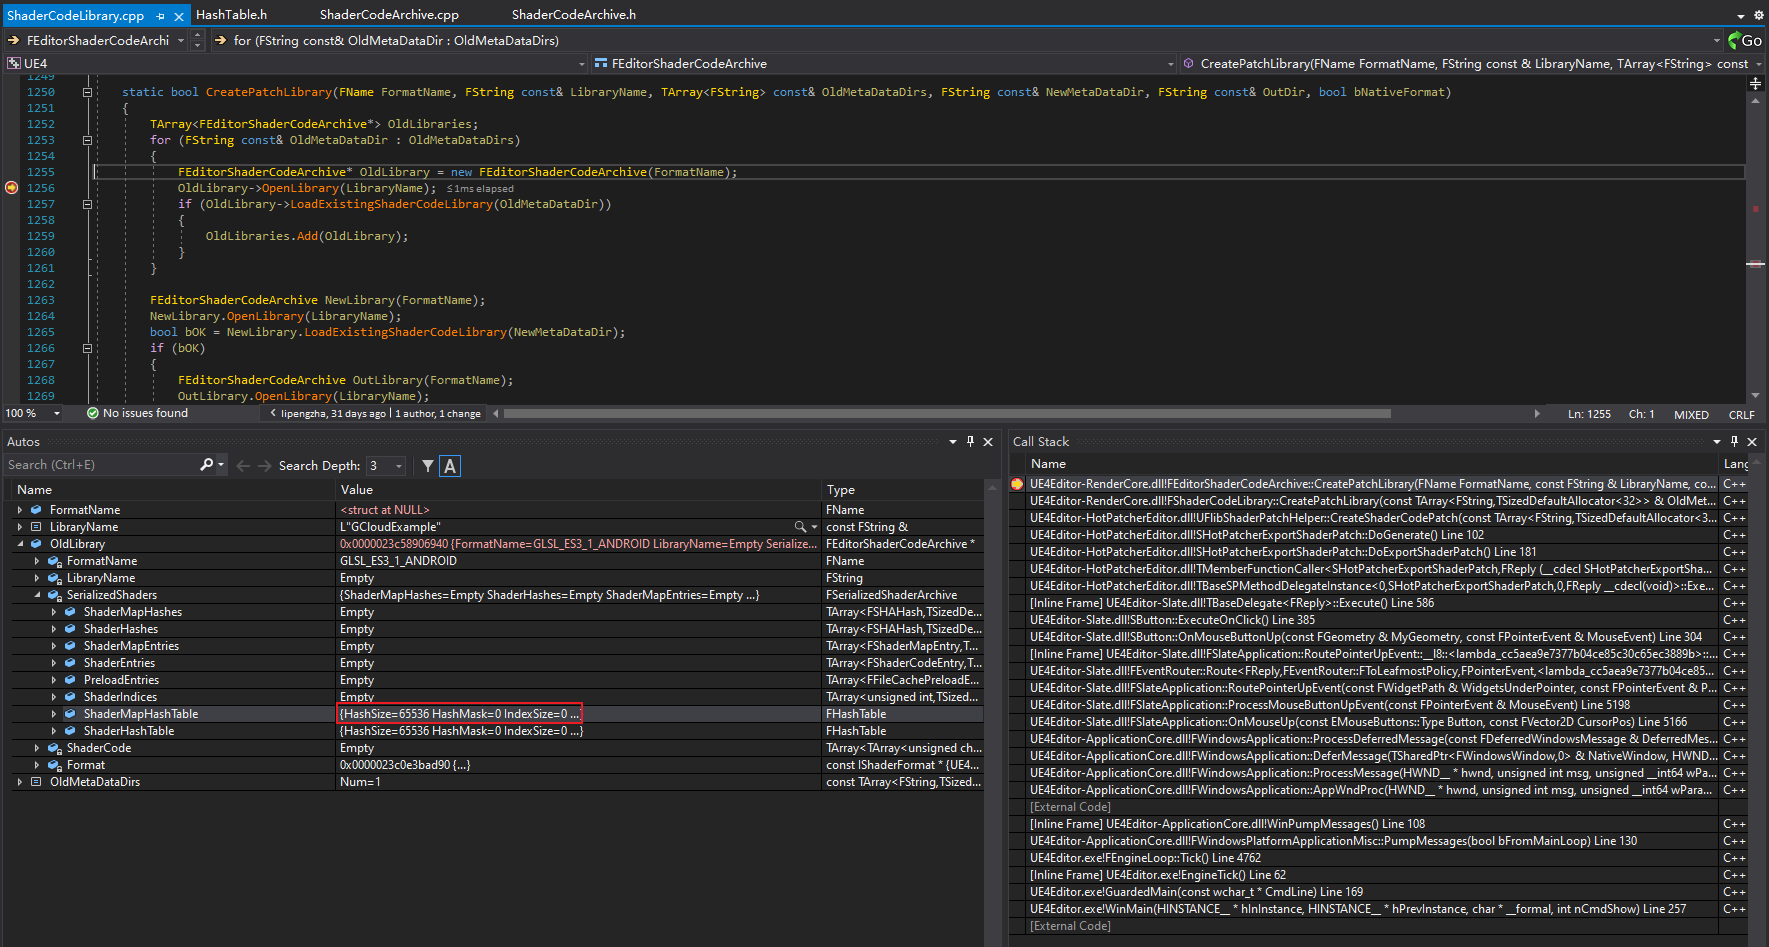 ShaderCodeLibrary.cpp HashTable.h ShaderCodeArchive.cpp ShaderCodeArchive.h
FEditorShaderCodeArchi for (FString const& OldMetaDataDir : OldMetaDataDirs) Go
UE4 FEditorShaderCodeArchive CreatePatchLibrary(FName FormatName, FString const & LibraryName, TArray<FString> const
1249
1250 static bool CreatePatchLibrary(FName FormatName, FString const& LibraryName, TArray<FString> const& OldMetaDataDirs, FString const& NewMetaDataDir, FString const& OutDir, bool bNativeFormat)
1251 {
1252 TArray<FEditorShaderCodeArchive*> OldLibraries;
1253 for (FString const& OldMetaDataDir : OldMetaDataDirs)
1254 {
1255 FEditorShaderCodeArchive* OldLibrary = new FEditorShaderCodeArchive(FormatName);
1256 OldLibrary->OpenLibrary(LibraryName); ≤1ms elapsed
1257 if (OldLibrary->LoadExistingShaderCodeLibrary(OldMetaDataDir))
1258 {
1259 OldLibraries.Add(OldLibrary);
1260 }
1261 }
1262
1263 FEditorShaderCodeArchive NewLibrary(FormatName);
1264 NewLibrary.OpenLibrary(LibraryName);
1265 bool bOK = NewLibrary.LoadExistingShaderCodeLibrary(NewMetaDataDir);
1266 if (bOK)
1267 {
1268 FEditorShaderCodeArchive OutLibrary(FormatName);
1269 OutLibrary.OpenLibrary(LibraryName);
100 % No issues found lipengzha, 31 days ago | 1 author, 1 change Ln: 1255 Ch: 1 MIXED CRLF
Autos
Search (Ctrl+E) Search Depth: 3 A
Name Value Type
FormatName <struct at NULL> FName
LibraryName L"GCloudExample" const FString &
OldLibrary 0x0000023c58906940 {FormatName=GLSL_ES3_1_ANDROID LibraryName=Empty Serialize... FEditorShaderCodeArchive *
FormatName GLSL_ES3_1_ANDROID FName
LibraryName Empty FString
SerializedShaders {ShaderMapHashes=Empty ShaderHashes=Empty ShaderMapEntries=Empty ...} FSerializedShaderArchive
ShaderMapHashes Empty TArray<FSHAHash,TSizedDe...
ShaderHashes Empty TArray<FSHAHash,TSizedDe...
ShaderMapEntries Empty TArray<FShaderMapEntry,T...
ShaderEntries Empty TArray<FShaderCodeEntry,T...
PreloadEntries Empty TArray<FFileCachePreloadE...
ShaderIndices Empty TArray<unsigned int,TSized...
ShaderMapHashTable {HashSize=65536 HashMask=0 IndexSize=0 ...} FHashTable
ShaderHashTable {HashSize=65536 HashMask=0 IndexSize=0 ...} FHashTable
ShaderCode Empty TArray<TArray<unsigned ch...
Format 0x0000023c0e3bad90 {...} const IShaderFormat * {UE4...
OldMetaDataDirs Num=1 const TArray<FString,TSized...
Call Stack
Name Lang
UE4Editor-RenderCore.dll!FEditorShaderCodeArchive::CreatePatchLibrary(FName FormatName, const FString & LibraryName, co... C++
UE4Editor-RenderCore.dll!FShaderCodeLibrary::CreatePatchLibrary(const TArray<FString,TSizedDefaultAllocator<32>> & OldMet... C++
UE4Editor-HotPatcherEditor.dll!UFlibShaderPatchHelper::CreateShaderCodePatch(const TArray<FString,TSizedDefaultAllocator<3... C++
UE4Editor-HotPatcherEditor.dll!SHotPatcherExportShaderPatch::DoGenerate() Line 102 C++
UE4Editor-HotPatcherEditor.dll!SHotPatcherExportShaderPatch::DoExportShaderPatch() Line 181 C++
UE4Editor-HotPatcherEditor.dll!TMemberFunctionCaller<SHotPatcherExportShaderPatch,FReply (__cdecl SHotPatcherExportSha... C++
UE4Editor-HotPatcherEditor.dll!TBaseSPMethodDelegateInstance<0,SHotPatcherExportShaderPatch,0,FReply __cdecl(void)>::Exe... C++
[Inline Frame] UE4Editor-Slate.dll!TBaseDelegate<FReply>::Execute() Line 586 C++
UE4Editor-Slate.dll!SButton::ExecuteOnClick() Line 385 C++
UE4Editor-Slate.dll!SButton::OnMouseButtonUp(const FGeometry & MyGeometry, const FPointerEvent & MouseEvent) Line 304 C++
[Inline Frame] UE4Editor-Slate.dll!FSlateApplication::RoutePointerUpEvent::__l8::<lambda_cc5aea9e7377b04ce85c30c65ec3889b>::... C++
UE4Editor-Slate.dll!FEventRouter::Route<FReply,FEventRouter::FToLeafmostPolicy,FPointerEvent,<lambda_cc5aea9e7377b04ce85... C++
UE4Editor-Slate.dll!FSlateApplication::RoutePointerUpEvent(const FWidgetPath & WidgetsUnderPointer, const FPointerEvent & P... C++
UE4Editor-Slate.dll!FSlateApplication::ProcessMouseButtonUpEvent(const FPointerEvent & MouseEvent) Line 5198 C++
UE4Editor-Slate.dll!FSlateApplication::OnMouseUp(const EMouseButtons::Type Button, const FVector2D CursorPos) Line 5166 C++
UE4Editor-ApplicationCore.dll!FWindowsApplication::ProcessDeferredMessage(const FDeferredWindowsMessage & DeferredMes... C++
UE4Editor-ApplicationCore.dll!FWindowsApplication::DeferMessage(TSharedPtr<FWindowsWindow,0> & NativeWindow, HWND... C++
UE4Editor-ApplicationCore.dll!FWindowsApplication::ProcessMessage(HWND__ * hwnd, unsigned int msg, unsigned __int64 wPa... C++
UE4Editor-ApplicationCore.dll!FWindowsApplication::AppWndProc(HWND__ * hwnd, unsigned int msg, unsigned __int64 wPara... C++
[External Code]
[Inline Frame] UE4Editor-ApplicationCore.dll!WinPumpMessages() Line 108 C++
UE4Editor-ApplicationCore.dll!FWindowsPlatformApplicationMisc::PumpMessages(bool bFromMainLoop) Line 130 C++
UE4Editor.exe!FEngineLoop::Tick() Line 4762 C++
[Inline Frame] UE4Editor.exe!EngineTick() Line 62 C++
UE4Editor.exe!GuardedMain(const wchar_t * CmdLine) Line 169 C++
UE4Editor.exe!WinMain(HINSTANCE__ * hInInstance, HINSTANCE__ * hPrevInstance, char * __formal, int nCmdShow) Line 257 C++
[External Code]